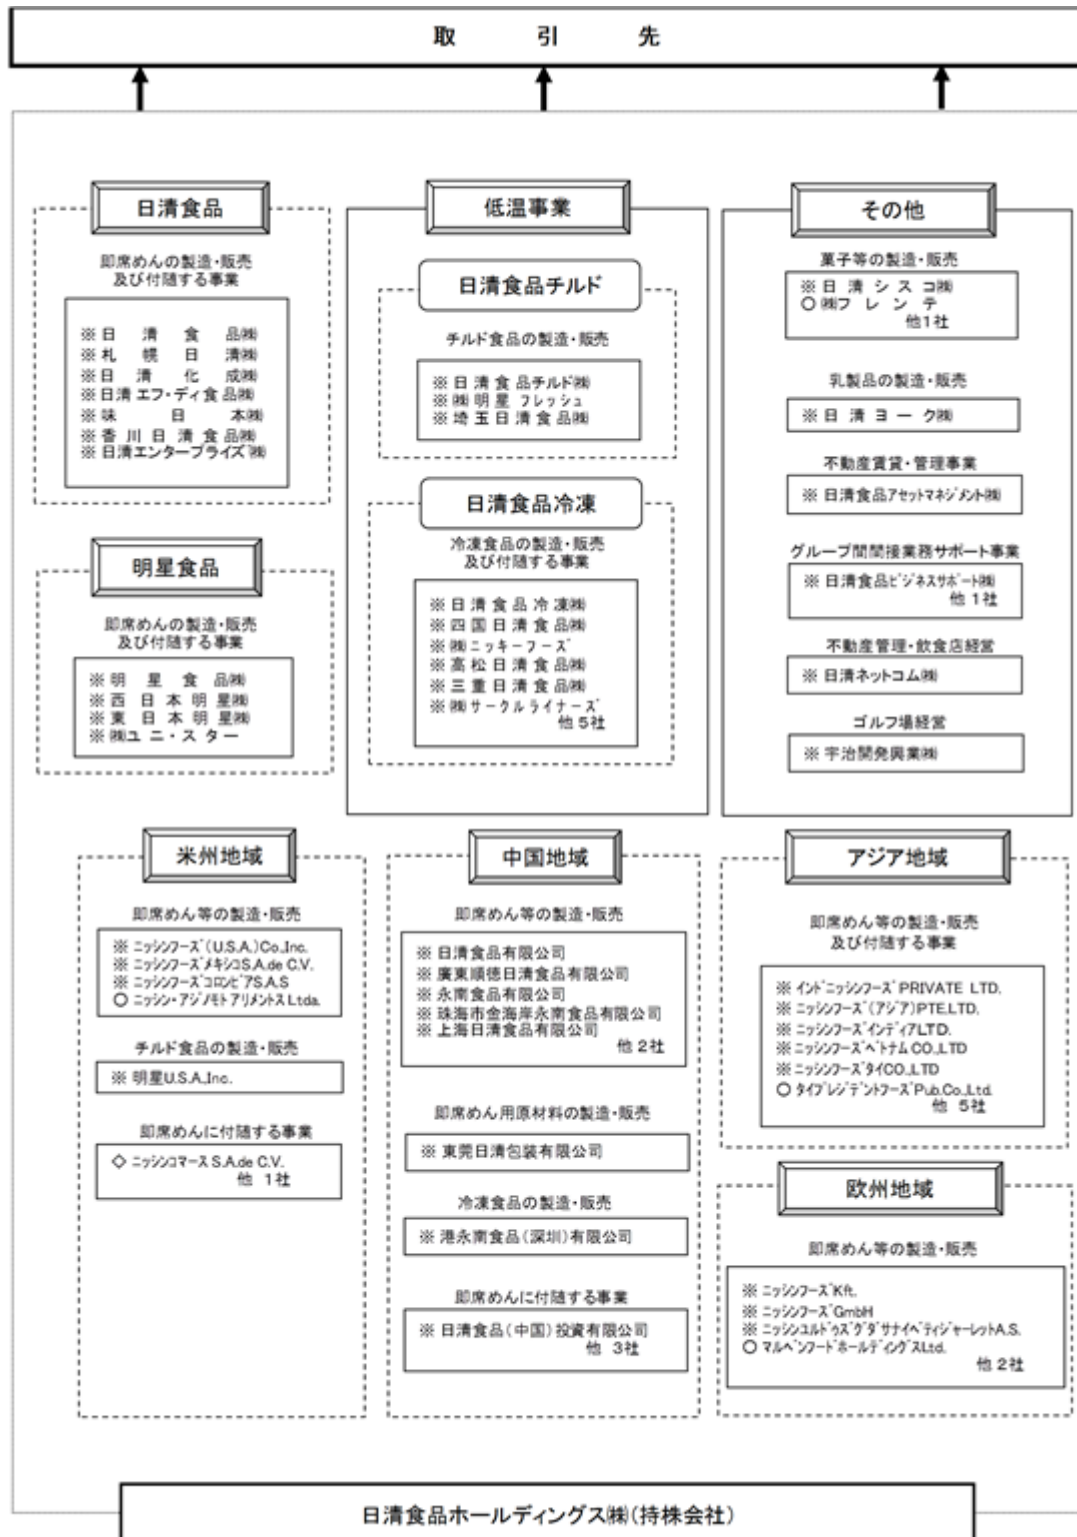 取引先
日清食品
即席めんの製造・販売
及び付随する事業
※日清食品㈱
※札幌日清㈱
※日清化成㈱
※日清エフ・ディ食品㈱
※味日本㈱
※香川日清食品㈱
※日清エンタープライズ㈱
明星食品
即席めんの製造・販売
及び付随する事業
※明星食品㈱
※西日本明星㈱
※東日本明星㈱
※㈱ユニ・スター
低温事業
日清食品チルド
チルド食品の製造・販売
※日清食品チルド㈱
※㈱明星フレッシュ
※埼玉日清食品㈱
日清食品冷凍
冷凍食品の製造・販売
及び付随する事業
※日清食品冷凍㈱
※四国日清食品㈱
※㈱ニッキーフーズ
※高松日清食品㈱
※三重日清食品㈱
※㈱サークルライナーズ
他5社
その他
菓子等の製造・販売
※日清シスコ㈱
○㈱フレンテ
他1社
乳製品の製造・販売
※日清ヨーク㈱
不動産賃貸・管理事業
※日清食品アセットマネジメント㈱
グループ間間接業務サポート事業
※日清食品ビジネスサポート㈱
他1社
不動産管理・飲食店経営
※日清ネットコム㈱
ゴルフ場経営
※宇治開発興業㈱
米州地域
即席めん等の製造・販売
※ニッシンフーズ(U.S.A.)Co.,Inc.
※ニッシンフーズメキシコS.A.de C.V.
※ニッシンフーズコロンビアS.A.S
○ニッシン・アジノモトアリメントスLtda.
チルド食品の製造・販売
※明星U.S.A.,Inc.
即席めんに付随する事業
◇ニッシンコマースS.A.de C.V.
他1社
中国地域
即席めん等の製造・販売
※日清食品有限公司
※廣東順徳日清食品有限公司
※永南食品有限公司
※珠海市金海岸永南食品有限公司
※上海日清食品有限公司
他2社
即席めん用原材料の製造・販売
※東莞日清包装有限公司
冷凍食品の製造・販売
※港永南食品(深圳)有限公司
即席めんに付随する事業
※日清食品(中国)投資有限公司
他3社
アジア地域
即席めん等の製造・販売
及び付随する事業
※インドニッシンフーズPRIVATE LTD.
※ニッシンフーズ(アジア)PTE.LTD.
※ニッシンフーズインディアLTD.
※ニッシンフーズベトナムCO.,LTD
※ニッシンフーズタイCO.,LTD
○タイプレジデントフーズPub.Co.,Ltd.
他5社
欧州地域
即席めん等の製造・販売
※ニッシンフーズKft.
※ニッシンフーズGmbH
※ニッシンユルドゥズグダサナイベティジャーレットA.S.
○マルベンフードホールディングスLtd.
他2社
日清食品ホールディングス㈱(持株会社)